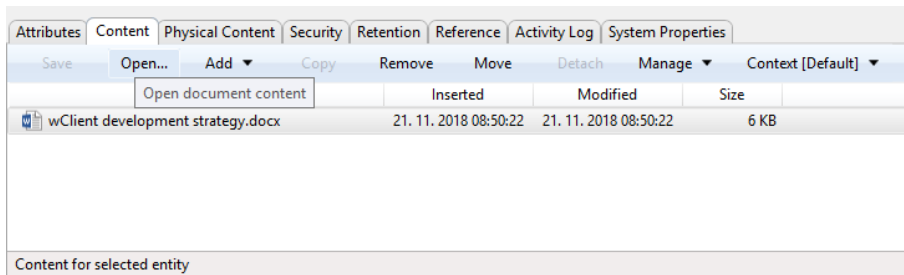 Attributes Content Physical Content Security Retention Reference Activity Log System Properties
Save Open... Add Copy Remove Move Detach Manage Context [Default]
Open document content Inserted Modified Size
wClient development strategy.docx 21. 11. 2018 08:50:22 21. 11. 2018 08:50:22 6 KB
Content for selected entity